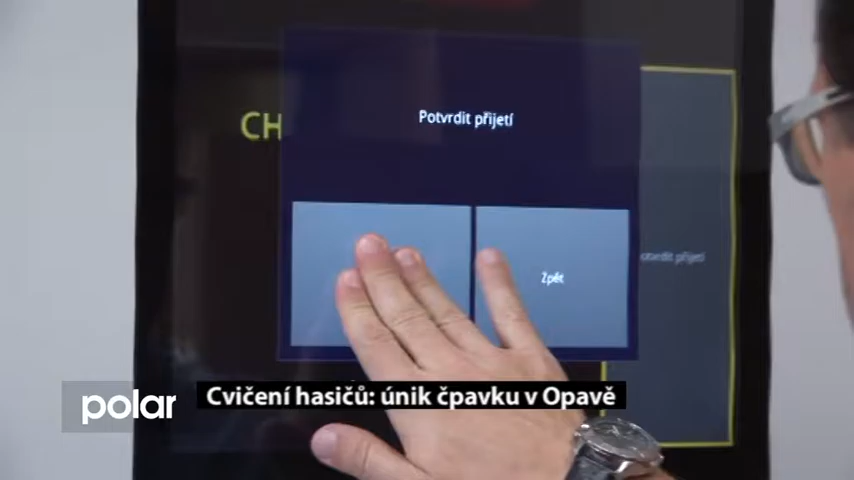 Potvrdit přijetí
CH
Zpět
otvrdit přijetí
polar
Cvičení hasičů: únik čpavku v Opavě